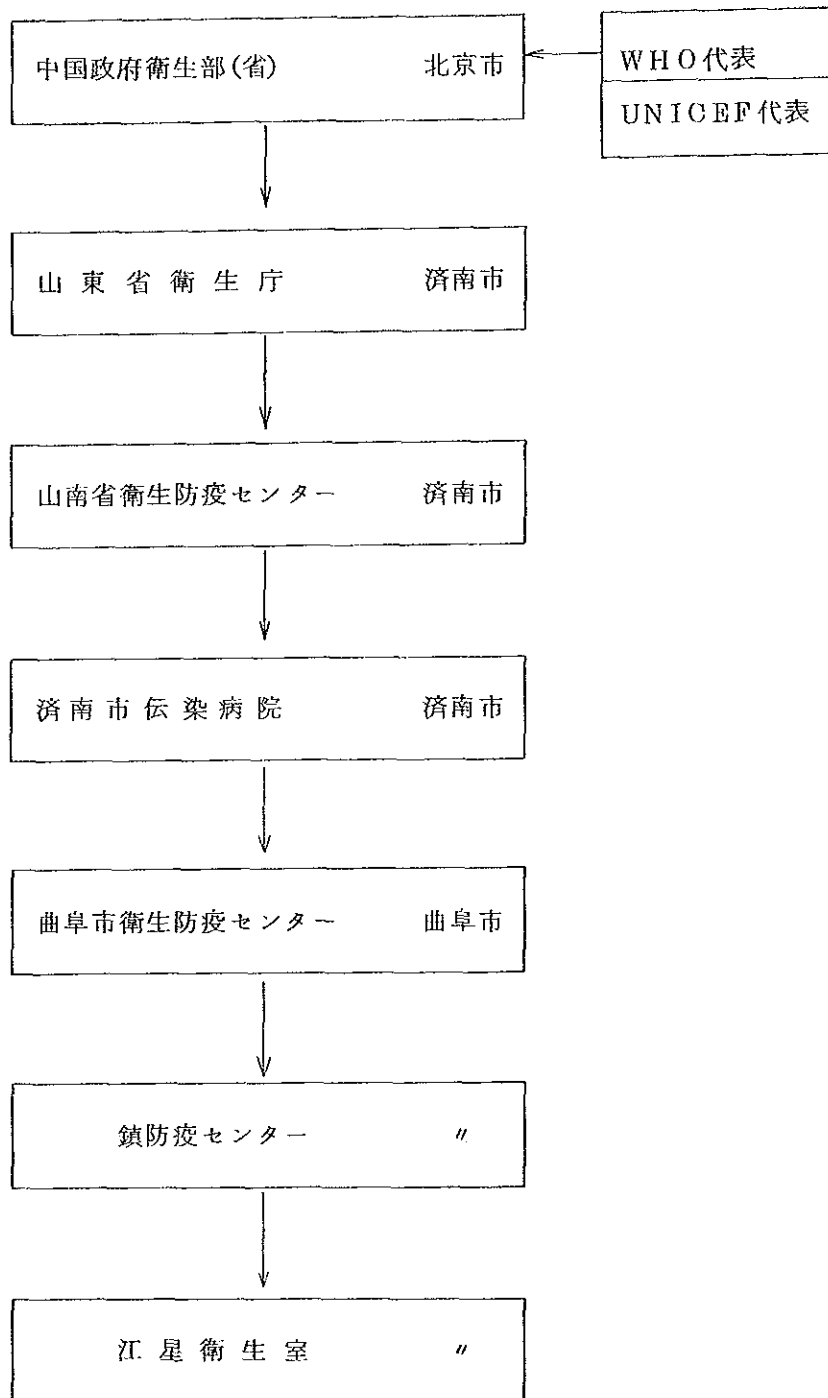 中国政府衛生部(省) 北京市
WHO代表
UNICEF代表
山東省衛生庁 済南市
山南省衛生防疫センター 済南市
済南市伝染病院 済南市
曲阜市衛生防疫センター 曲阜市
鎮防疫センター 〃
江星衛生室 〃